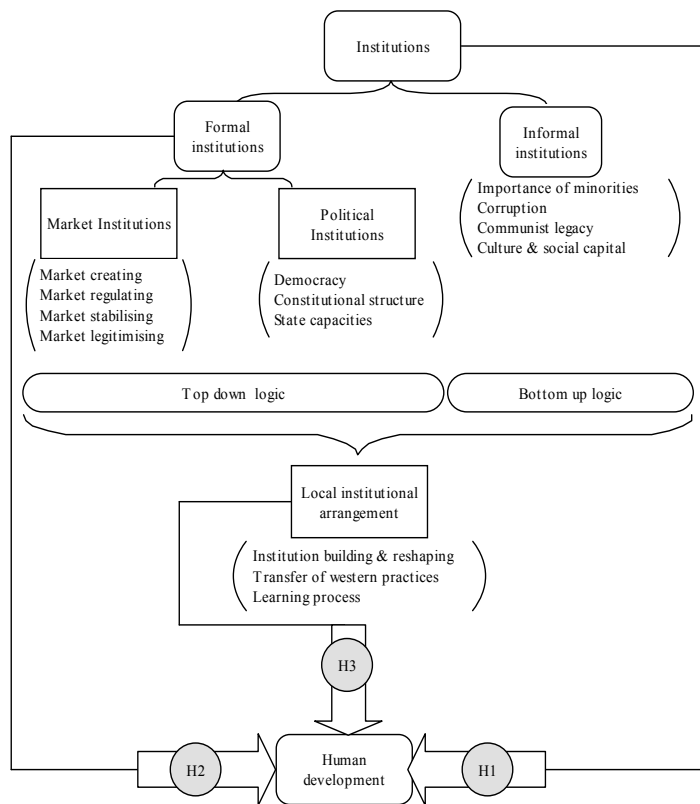 Institutions
Formal
institutions
Informal
institutions
Market Institutions
Political
Institutions
Importance of minorities
Corruption
Communist legacy
Culture & social capital
Market creating
Market regulating
Market stabilising
Market legitimising
Democracy
Constitutional structure
State capacities
Top down logic
Bottom up logic
Local institutional
arrangement
Institution building & reshaping
Transfer of western practices
Learning process
H3
H2
Human
development
H1